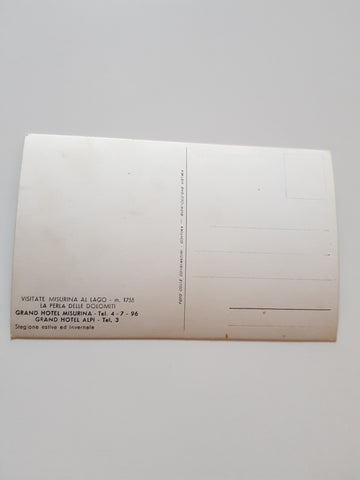 VISITATE MISURINA AL LAGO - m. 1755
LA PERLA DELLE DOLOMITI
GRAND HOTEL MISURINA - Tel. 4 - 7 - 96
GRAND HOTEL ALPI - Tel. 3
Stagione estiva ed invernale
FOTO